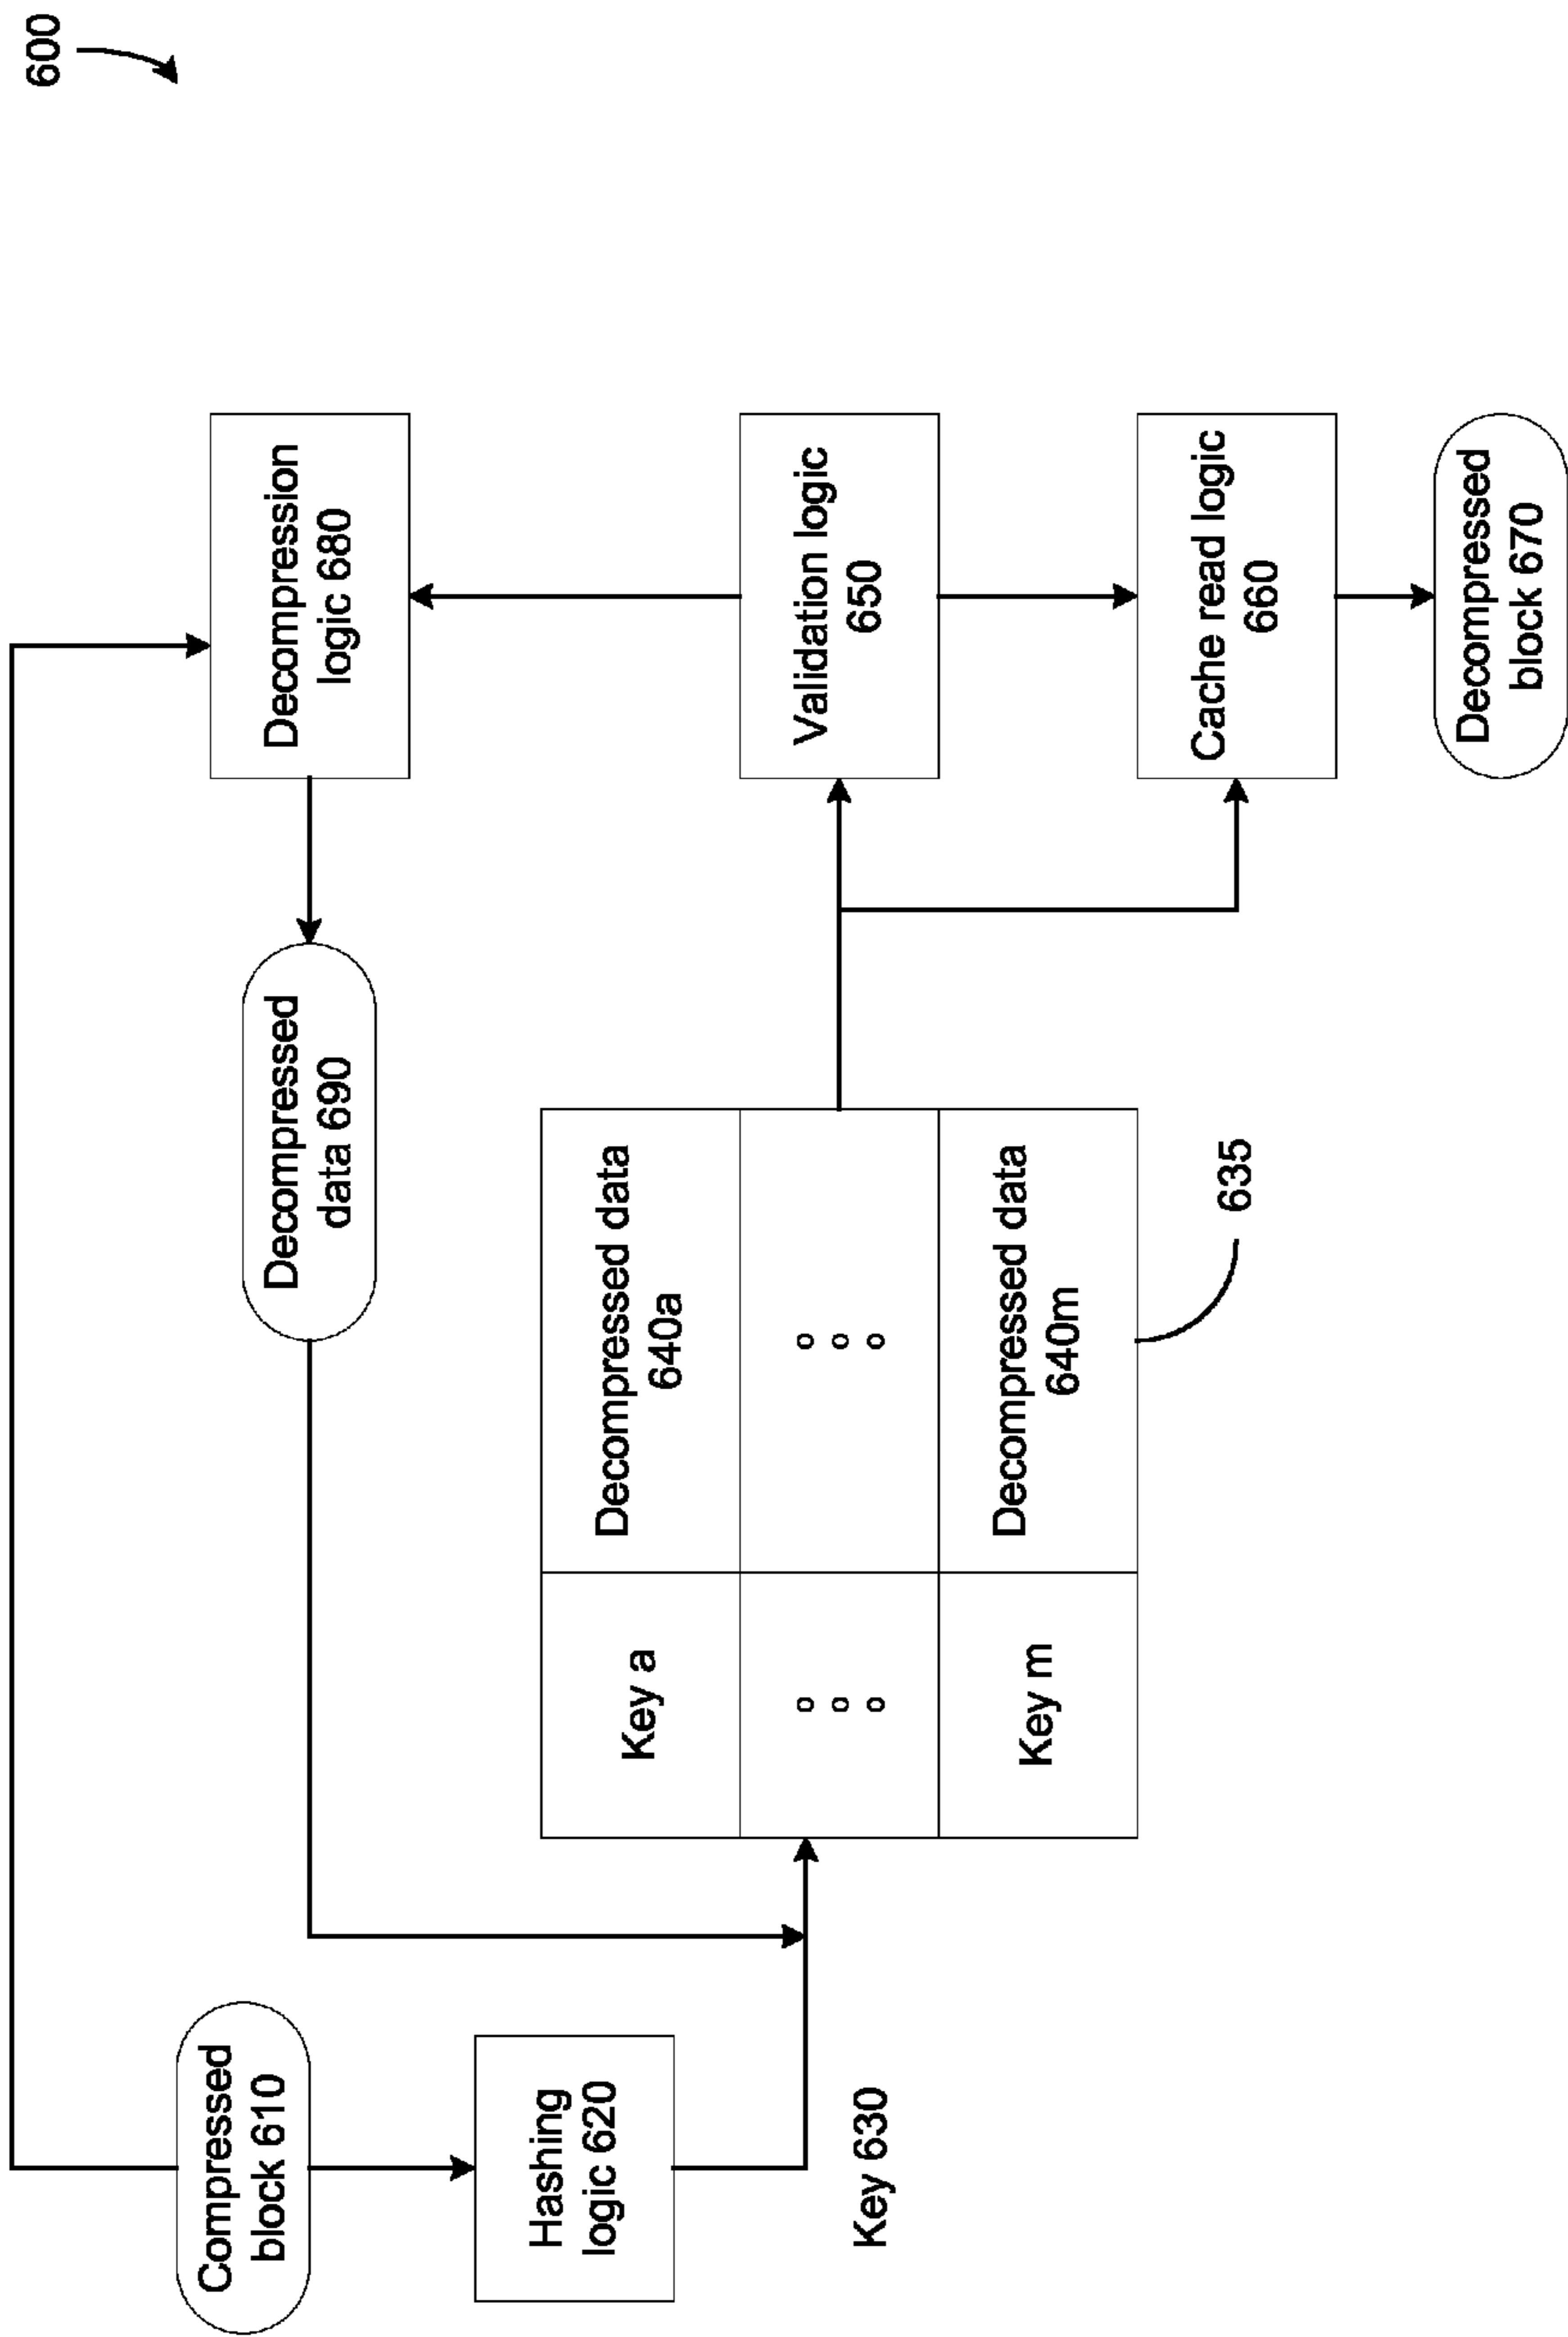 600
Compressed
block 610
Decompressed
data 690
Decompression
logic 680
Hashing
logic 620
Key a
Decompressed data
640a
Validation logic
650
Key 630
Key m
Decompressed data
640m
Cache read logic
660
635
Decompressed
block 670